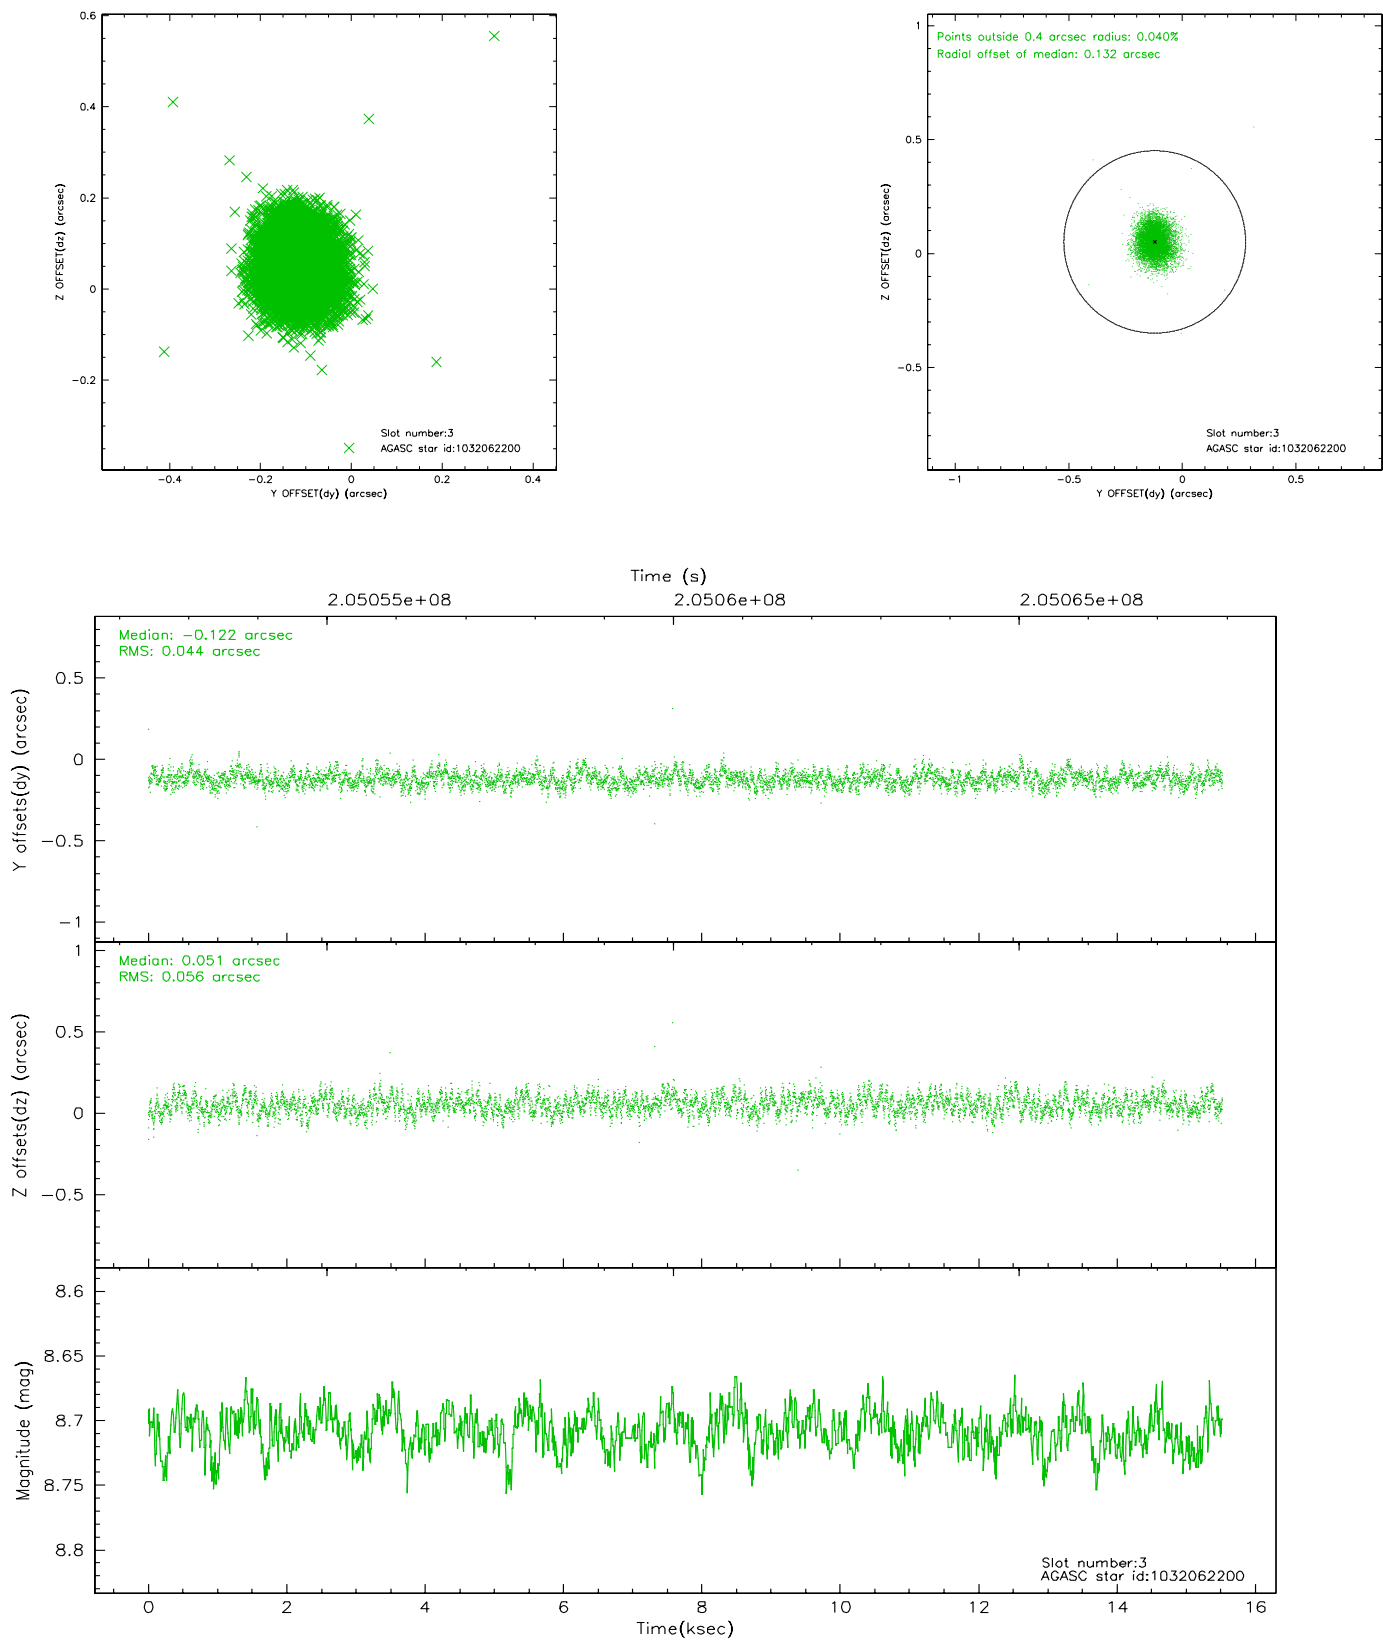 0.6
0.4
0.2
0
−0.2
Z OFFSET(dz) (arcsec)
Slot number:3
AGASC star id:1032062200
−0.4 −0.2 0 0.2 0.4
Y OFFSET(dy) (arcsec)
Points outside 0.4 arcsec radius: 0.040%
Radial offset of median: 0.132 arcsec
1
0.5
0
−0.5
Z OFFSET(dz) (arcsec)
Slot number:3
AGASC star id:1032062200
−1 −0.5 0 0.5
Y OFFSET(dy) (arcsec)
Time (s)
2.05055e+08 2.0506e+08 2.05065e+08
Median: −0.122 arcsec
RMS: 0.044 arcsec
0.5
0
−0.5
−1
Y offsets(dy) (arcsec)
Median: 0.051 arcsec
RMS: 0.056 arcsec
1
0.5
0
−0.5
Z offsets(dz) (arcsec)
8.6
8.65
8.7
8.75
8.8
Magnitude (mag)
Slot number:3
AGASC star id:1032062200
0 2 4 6 8 10 12 14 16
Time(ksec)